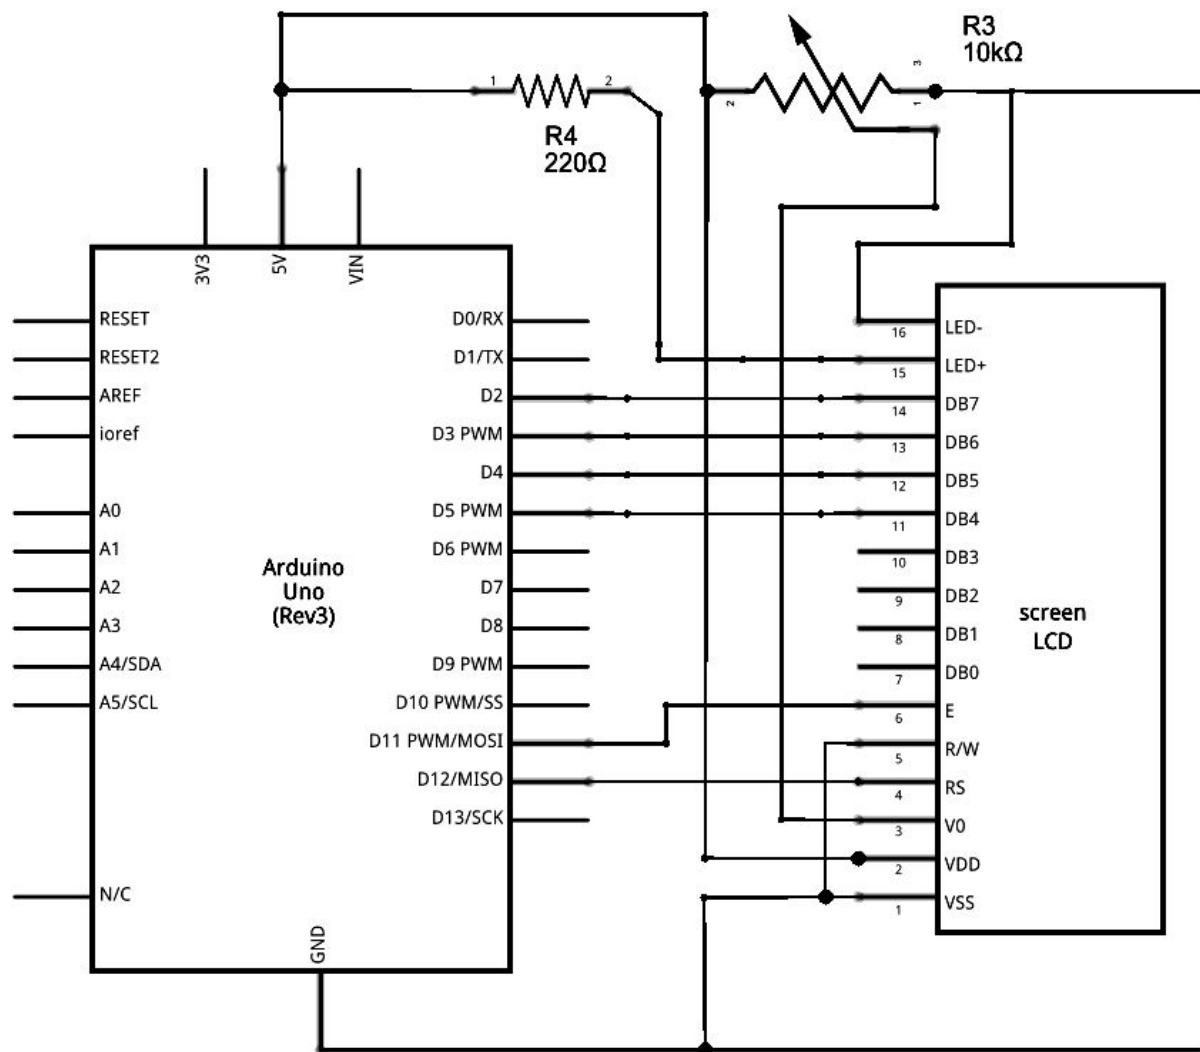 R3
10kΩ
1
2
2
3
1
R4
220Ω
3V3
5V
VIN
RESET
RESET2
AREF
ioref
A0
A1
A2
A3
A4/SDA
A5/SCL
N/C
Arduino
Uno
(Rev3)
GND
D0/RX
D1/TX
D2
D3 PWM
D4
D5 PWM
D6 PWM
D7
D8
D9 PWM
D10 PWM/SS
D11 PWM/MOSI
D12/MISO
D13/SCK
16 LED-
15 LED+
14 DB7
13 DB6
12 DB5
11 DB4
10 DB3
9 DB2
8 DB1
7 DB0
6 E
5 R/W
4 RS
3 V0
2 VDD
1 VSS
screen
LCD